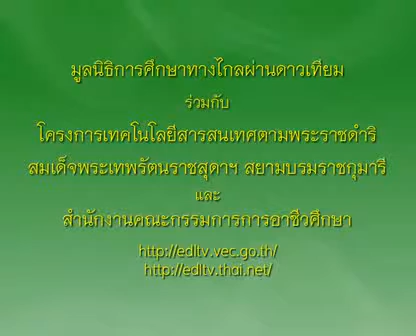 มูลนิธิการศึกษาทางไกลผ่านดาวเทียม
ร่วมกับ
โครงการเทคโนโลยีสารสนเทศตามพระราชดำริ
สมเด็จพระเทพรัตนราชสุดาฯ สยามบรมราชกุมารี
และ
สำนักงานคณะกรรมการการอาชีวศึกษา
http://edltv.vec.go.th/
http://edltv.thai.net/